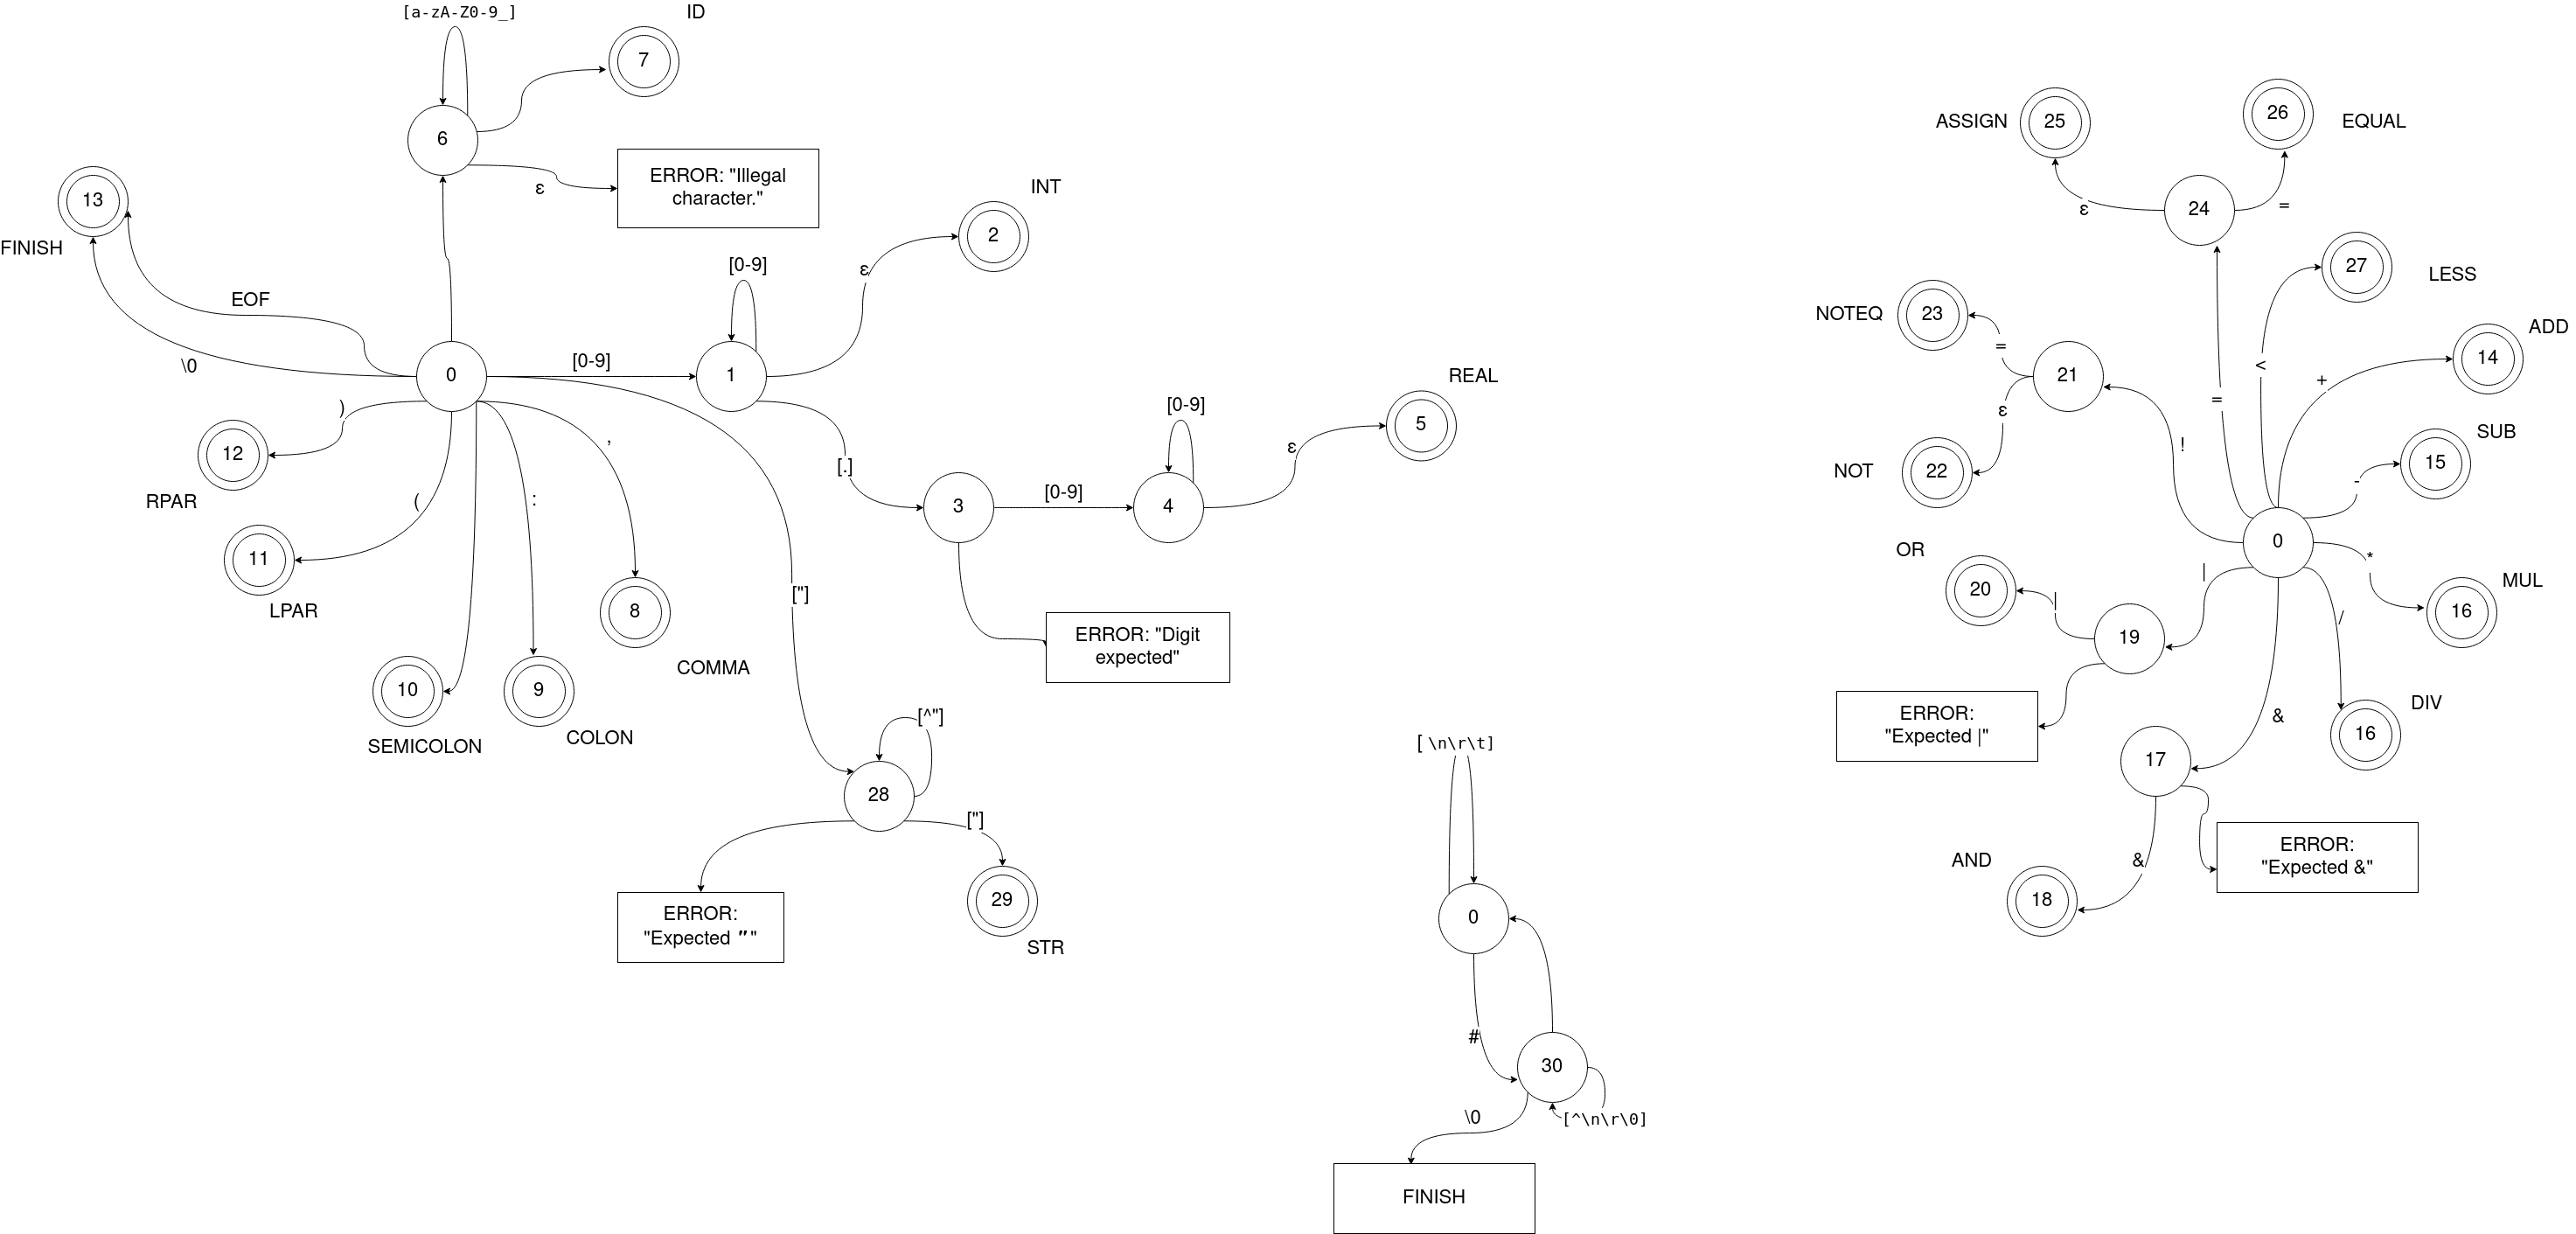 [a-zA-Z0-9_]
ID
7
6
ε
ERROR: "Illegal
character."
13
FINISH
EOF
\0
0
[0-9]
[0-9]
1
ε
2
INT
)
12
RPAR
(
11
LPAR
10
SEMICOLON
:
9
COLON
,
8
COMMA
[.]
3
[0-9]
[0-9]
4
ε
5
REAL
ERROR: "Digit
expected"
["]
[^"]
28
["]
29
STR
ERROR:
"Expected ""
[ \n\r\t]
0
#
30
[^\n\r\0]
\0
FINISH
ASSIGN
25
26
EQUAL
24
ε
=
27
LESS
NOTEQ
23
=
21
ε
NOT
22
!
=
<
+
14
ADD
-
15
SUB
0
*
16
MUL
/
16
DIV
OR
20
|
|
19
ERROR:
"Expected |"
&
17
AND
18
&
ERROR:
"Expected &"